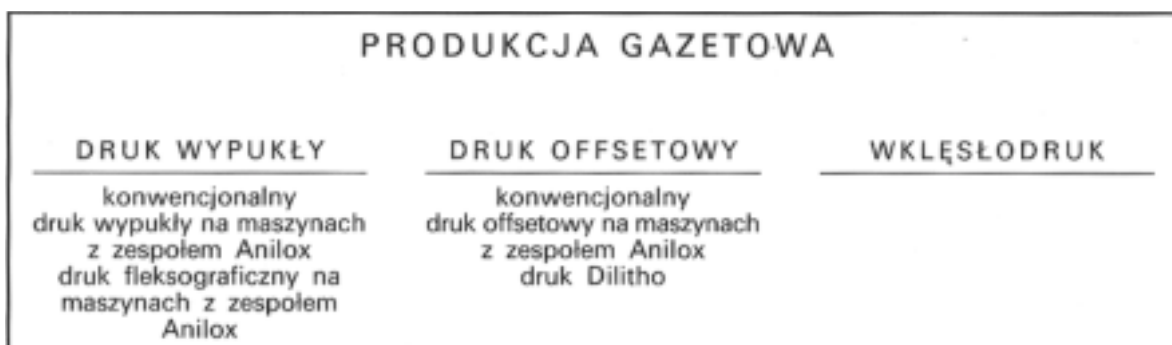 PRODUKCJA GAZETOWA
DRUK WYPUKŁY
konwencjonalny
druk wypukły na maszynach
z zespołem Anilox
druk fleksograficzny na
maszynach z zespołem
Anilox
DRUK OFFSETOWY
konwencjonalny
druk offsetowy na maszynach
z zespołem Anilox
druk Dilitho
WKLĘSŁODRUK